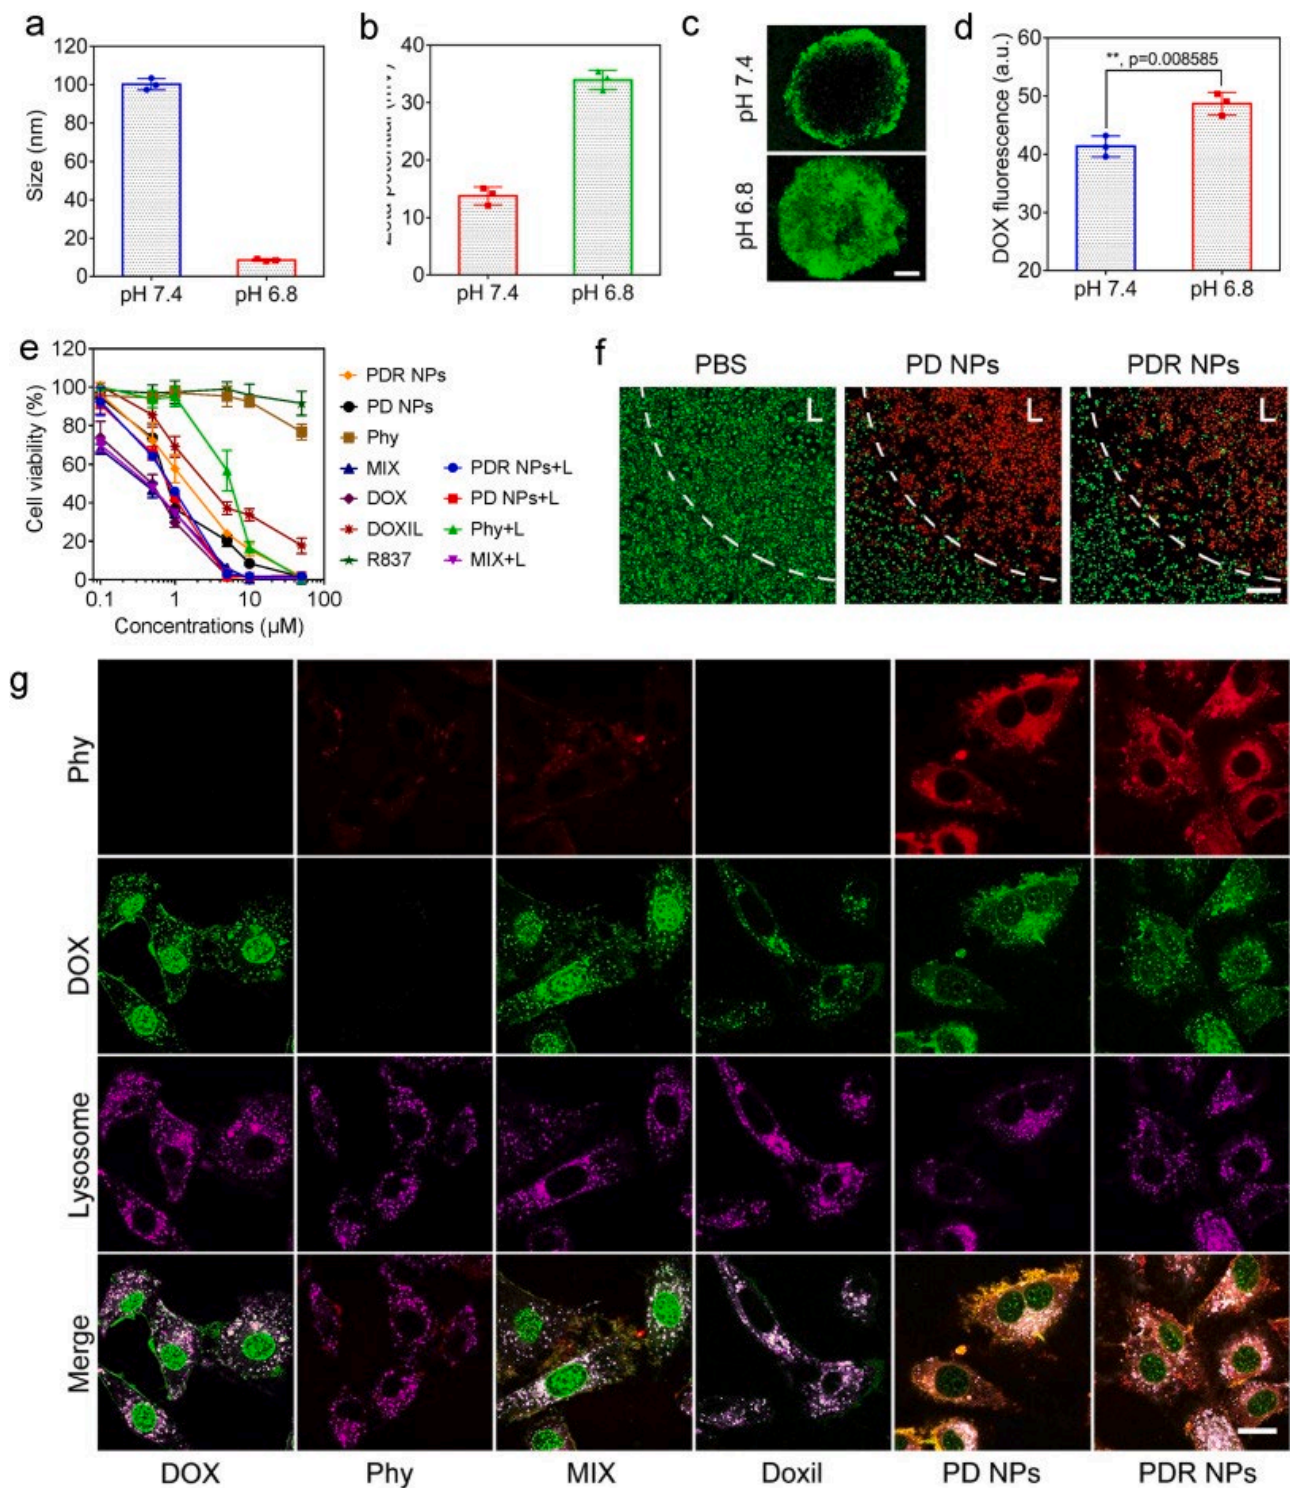 a
120
100
80
60
40
20
0
Size (nm)
pH 7.4
pH 6.8
b
40
30
20
10
0
Zeta potential (mV)
pH 7.4
pH 6.8
c
pH 7.4
pH 6.8
d
60
50
40
30
20
DOX fluorescence (a.u.)
**, p=0.008585
pH 7.4
pH 6.8
e
120
100
80
60
40
20
0
Cell viability (%)
0.1
1
10
100
Concentrations (µM)
PDR NPs
PD NPs
Phy
MIX
DOX
DOXIL
R837
PDR NPs+L
PD NPs+L
Phy+L
MIX+L
f
PBS
PD NPs
PDR NPs
L
L
L
g
Phy
DOX
Lysosome
Merge
DOX
Phy
MIX
Doxil
PD NPs
PDR NPs